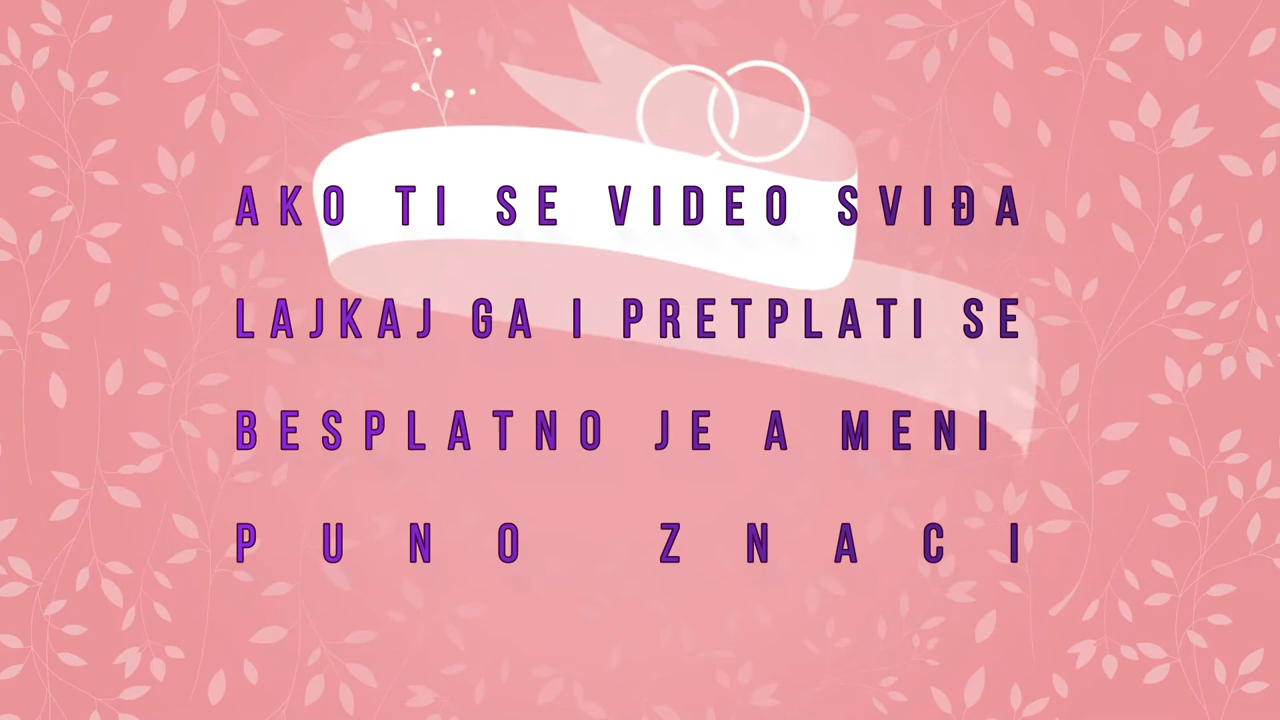 AKO TI SE VIDEO SVIĐA
LAJKAJ GA I PRETPLATI SE
BESPLATNO JE A MENI
PUNO ZNACI